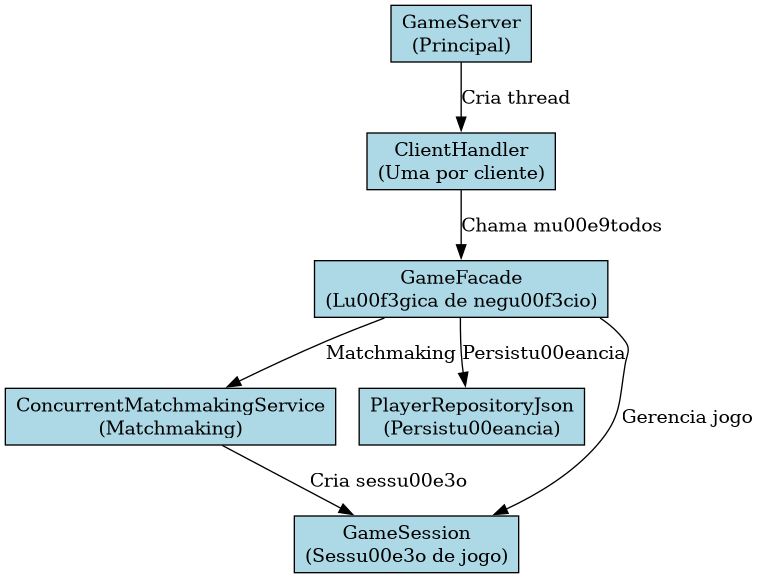 GameServer
(Principal)
Cria thread
ClientHandler
(Uma por cliente)
Chama mu00e9todos
GameFacade
(Lu00f3gica de negu00f3cio)
Matchmaking
Persistu00eancia
Gerencia jogo
ConcurrentMatchmakingService
(Matchmaking)
PlayerRepositoryJson
(Persistu00eancia)
Cria sessu00e3o
GameSession
(Sessu00e3o de jogo)